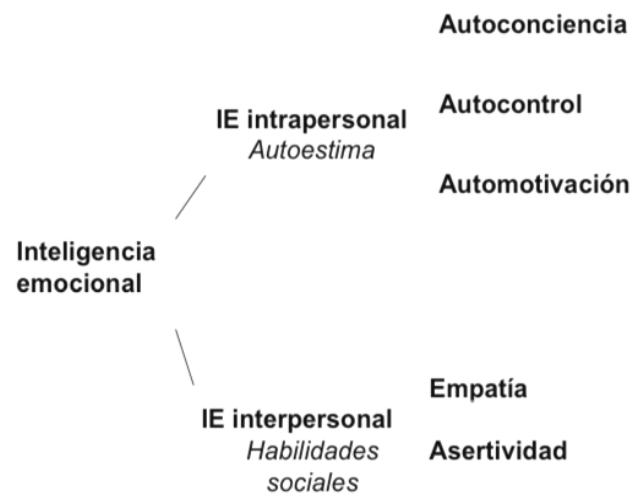 Autoconciencia
Autocontrol
IE intrapersonal
Autoestima
Automotivación
Inteligencia
emocional
Empatía
IE interpersonal
Habilidades
sociales
Asertividad